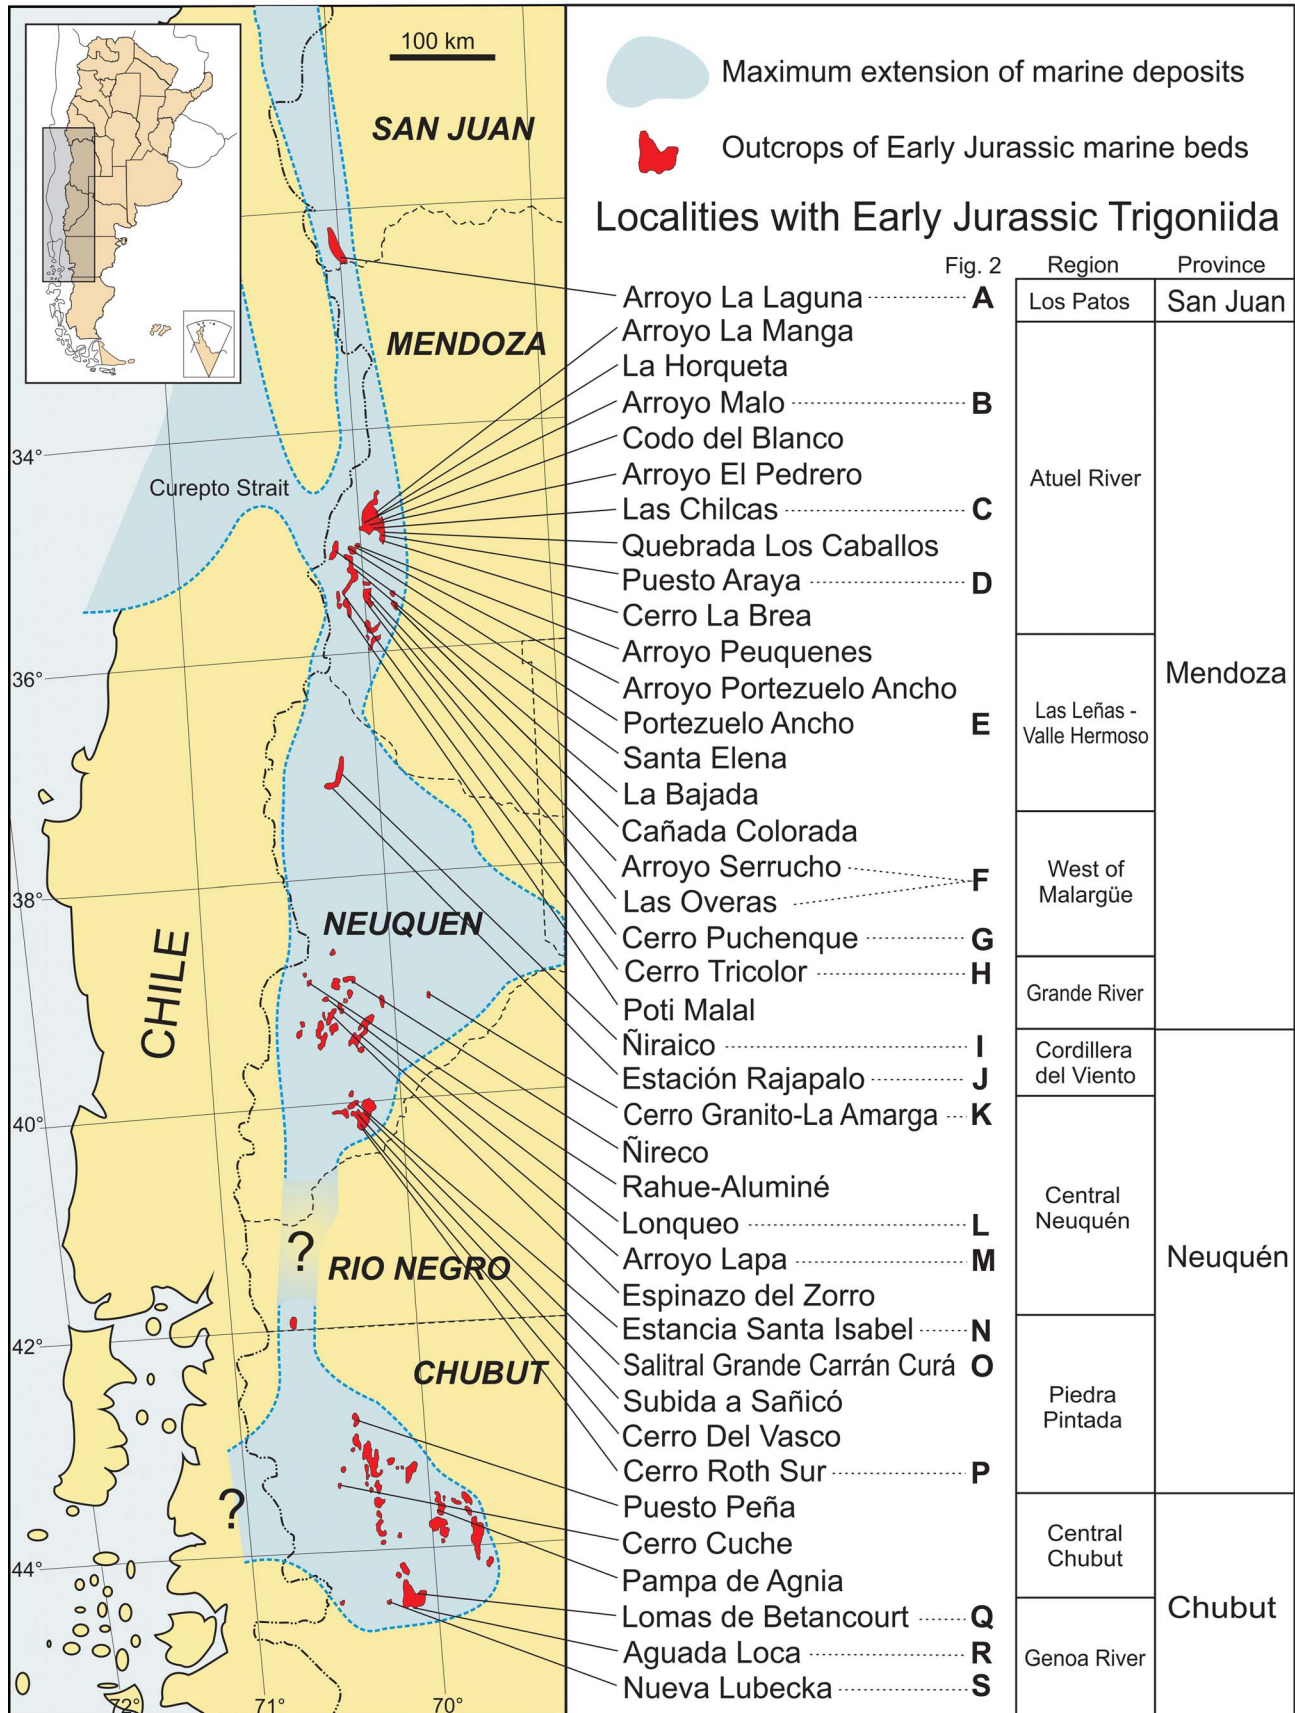 100 km
SAN JUAN
MENDOZA
34°
Curepto Strait
36°
38°
NEUQUEN
CHILE
40°
?
RIO NEGRO
42°
CHUBUT
?
44°
72°
71°
70°
Maximum extension of marine deposits
Outcrops of Early Jurassic marine beds
Localities with Early Jurassic Trigoniida
Fig. 2 Region Province
Arroyo La Laguna A Los Patos San Juan
Arroyo La Manga
La Horqueta
Arroyo Malo B
Codo del Blanco
Arroyo El Pedrero
Las Chilcas C
Quebrada Los Caballos
Puesto Araya D
Cerro La Brea
Arroyo Peuquenes
Arroyo Portezuelo Ancho
Portezuelo Ancho E
Santa Elena
La Bajada
Cañada Colorada
Arroyo Serrucho
F
Las Overas
Cerro Puchenque G
Cerro Tricolor H
Poti Malal
Ñiraico I
Estación Rajapalo J
Cerro Granito-La Amarga K
Ñireco
Rahue-Aluminé
Lonqueo L
Arroyo Lapa M
Espinazo del Zorro
Estancia Santa Isabel N
Salitral Grande Carrán Curá O
Subida a Sañicó
Cerro Del Vasco
Cerro Roth Sur P
Puesto Peña
Cerro Cuche
Pampa de Agnia
Lomas de Betancourt Q
Aguada Loca R
Nueva Lubecka S
Atuel River
Las Leñas -
Valle Hermoso
West of
Malargüe
Grande River
Cordillera
del Viento
Central
Neuquén
Piedra
Pintada
Central
Chubut
Genoa River
Mendoza
Neuquén
Chubut